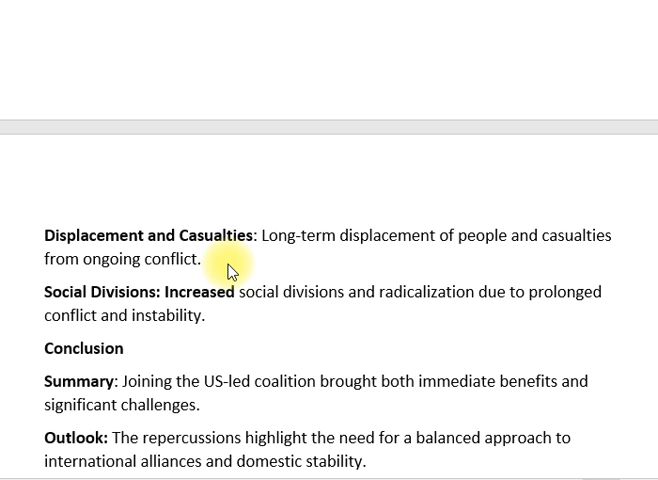 Displacement and Casualties: Long-term displacement of people and casualties
from ongoing conflict.
Social Divisions: Increased social divisions and radicalization due to prolonged
conflict and instability.
Conclusion
Summary: Joining the US-led coalition brought both immediate benefits and
significant challenges.
Outlook: The repercussions highlight the need for a balanced approach to
international alliances and domestic stability.